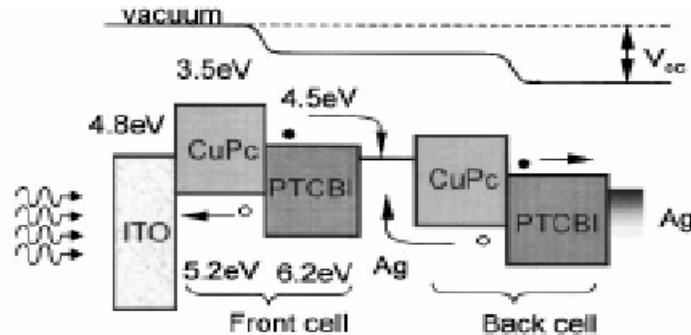 vacuum
V_oc
3.5eV
4.5eV
4.8eV
CuPc
PTCBI
CuPc
PTCBI
ITO
Ag
Ag
5.2eV 6.2eV
Front cell
Back cell